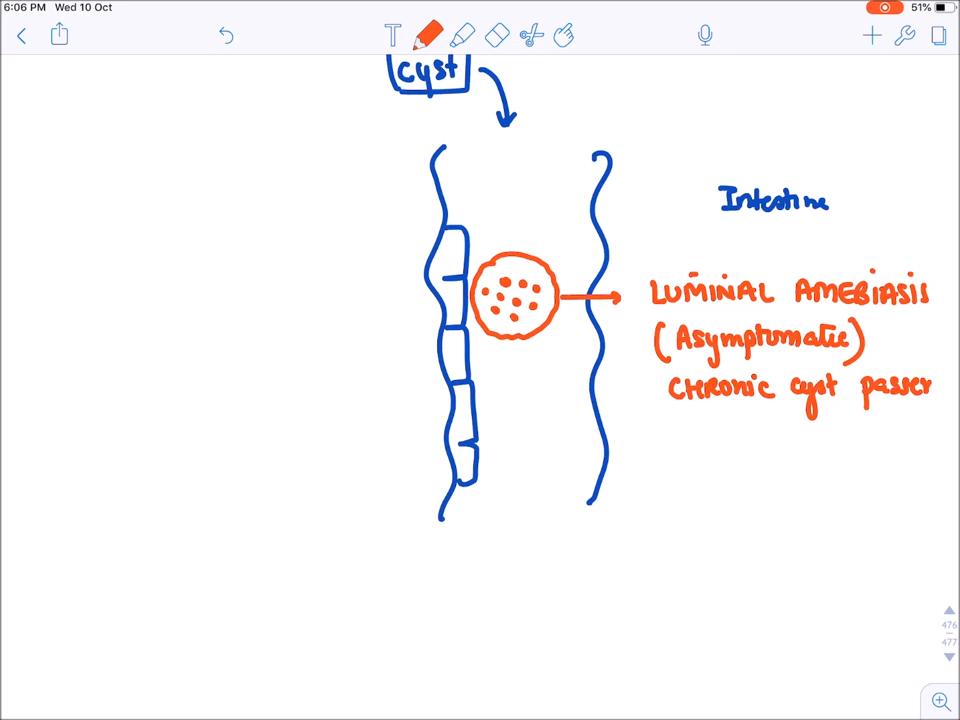 6:06 PM Wed 10 Oct
51%
T
cyst
Intestine
LUMINAL AMEBIASIS
(Asymptomatic)
CHRONIC cyst passer
476
477